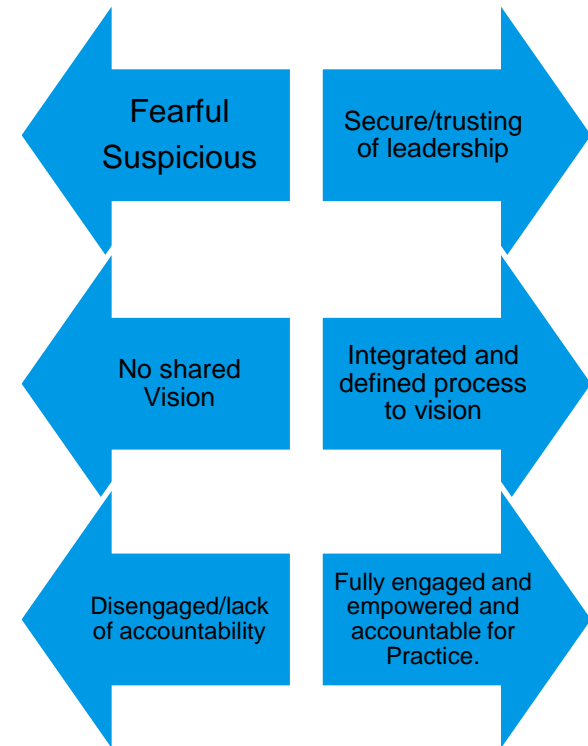 Fearful
Suspicious
Secure/trusting
of leadership
No shared
Vision
Integrated and
defined process
to vision
Disengaged/lack
of accountability
Fully engaged and
empowered and
accountable for
Practice.